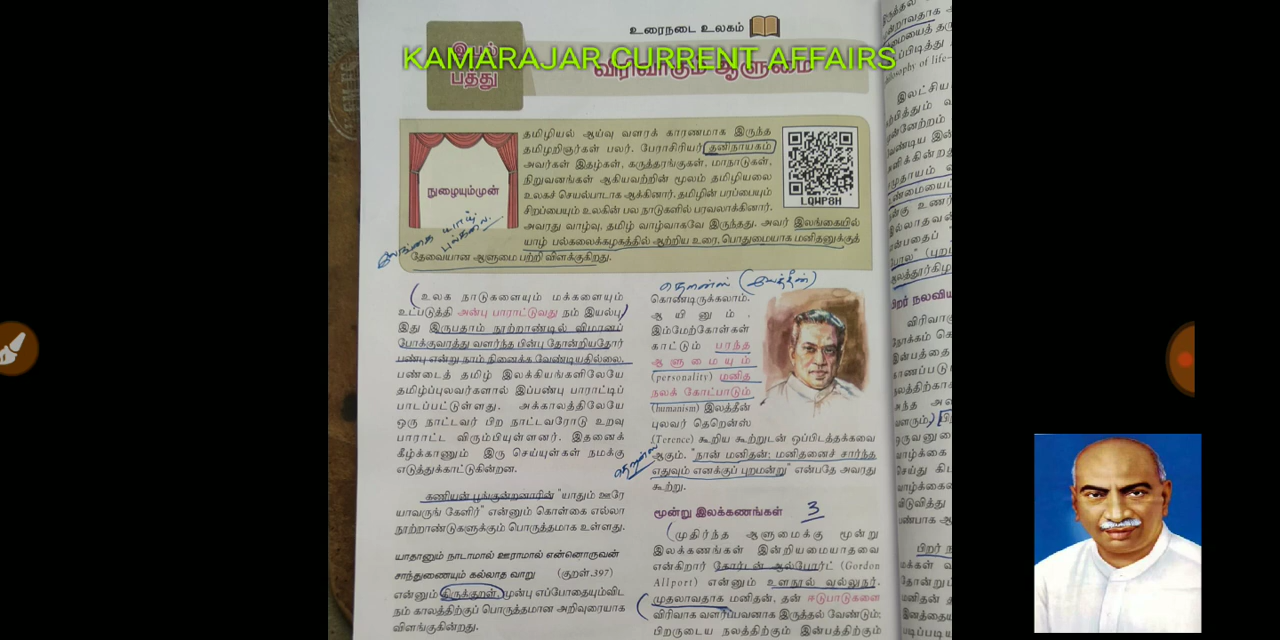 உரைநடை உலகம்
இயல்
பத்து
KAMARAJAR CURRENT AFFAIRS
விரிவாகும் ஆளுமை
நுழையும்முன்
தமிழியல் ஆய்வு வளரக் காரணமாக இருந்த
தமிழறிஞர்கள் பலர். பேராசிரியர் தனிநாயகம்
அவர்கள் இதழ்கள், கருத்தரங்குகள், மாநாடுகள்,
நிறுவனங்கள் ஆகியவற்றின் மூலம் தமிழியலை
உலகச் செயல்பாடாக ஆக்கினார். தமிழின் பரப்பையும்
சிறப்பையும் உலகின் பல நாடுகளில் பரவலாக்கினார்.
அவரது வாழ்வு, தமிழ் வாழ்வாகவே இருந்தது. அவர் இலங்கையில்
யாழ் பல்கலைக்கழகத்தில் ஆற்றிய உரை, பொதுமையாக மனிதனுக்குத்
தேவையான ஆளுமை பற்றி விளக்குகிறது.
LQWP8H
உலக நாடுகளையும் மக்களையும்
உட்படுத்தி அன்பு பாராட்டுவது நம் இயல்பு
இது இருபதாம் நூற்றாண்டில் விமானப்
போக்குவரத்து வளர்ந்த பின்பு தோன்றியதோர்
பண்பு என்று நாம் நினைக்க வேண்டியதில்லை.
பண்டைத் தமிழ் இலக்கியங்களிலேயே
தமிழ்ப்புலவர்களால் இப்பண்பு பாராட்டிப்
பாடப்பட்டுள்ளது. அக்காலத்திலேயே
ஒரு நாட்டவர் பிற நாட்டவரோடு உறவு
பாராட்ட விரும்பியுள்ளனர். இதனைக்
கீழ்க்காணும் இரு செய்யுள்கள் நமக்கு
எடுத்துக்காட்டுகின்றன.
கணியன் பூங்குன்றனாரின் "யாதும் ஊரே
யாவருங் கேளிர்" என்னும் கொள்கை எல்லா
நூற்றாண்டுகளுக்கும் பொருத்தமாக உள்ளது.
யாதானும் நாடாமால் ஊராமால் என்னொருவன்
சாந்துணையும் கல்லாத வாறு (குறள்.397)
என்னும் திருக்குறள், முன்பு எப்போதையும்விட
நம் காலத்திற்குப் பொருத்தமான அறிவுரையாக
விளங்குகின்றது.
தெறன்ஸ் (இலத்தீன்)
கொண்டிருக்கலாம்.
ஆயினும்,
இம்மேற்கோள்கள்
காட்டும் பரந்த
ஆளுமையும்
(personality) மனித
நலக் கோட்பாடும்
(humanism) இலத்தீன்
புலவர் தெறென்ஸ்
(Terence) கூறிய கூற்றுடன் ஒப்பிடத்தக்கவை
ஆகும். "நான் மனிதன்; மனிதனைச் சார்ந்த
எதுவும் எனக்குப் புறமன்று" என்பதே அவரது
கூற்று.
மூன்று இலக்கணங்கள் 3
முதிர்ந்த ஆளுமைக்கு மூன்று
இலக்கணங்கள் இன்றியமையாதவை
என்கிறார் கோர்டன் ஆல்போர்ட் (Gordon
Allport) என்னும் உளநூல் வல்லுநர்.
முதலாவதாக மனிதன், தன் ஈடுபாடுகளை
விரிவாக வளர்ப்பவனாக இருத்தல் வேண்டும்;
பிறருடைய நலத்திற்கும் இன்பத்திற்கும்